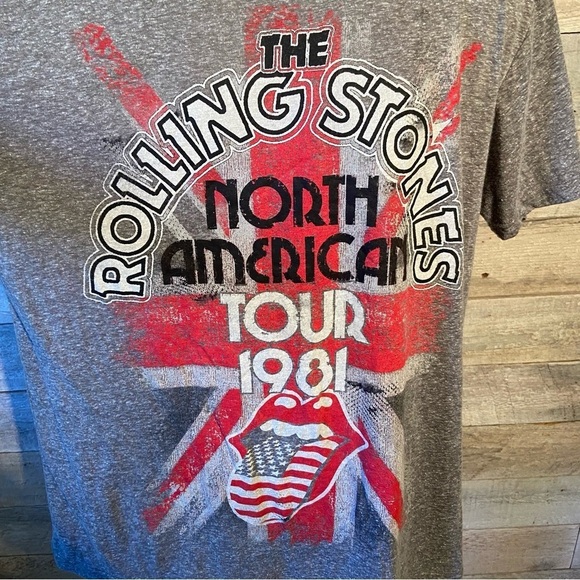 THE
ROLLING STONES
NORTH
AMERICAN
TOUR
1981